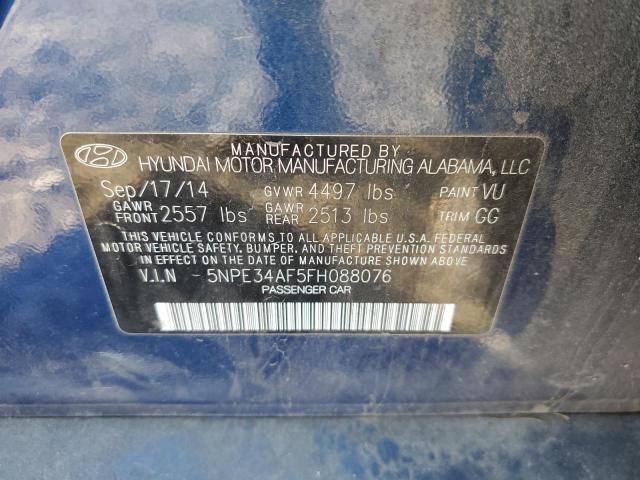 MANUFACTURED BY
HYUNDAI MOTOR MANUFACTURING ALABAMA, LLC
Sep/17/14 GVWR 4497 lbs PAINT VU
GAWR FRONT 2557 lbs GAWR REAR 2513 lbs TRIM GG
THIS VEHICLE CONFORMS TO ALL APPLICABLE U.S.A. FEDERAL
MOTOR VEHICLE SAFETY, BUMPER, AND THEFT PREVENTION STANDARDS
IN EFFECT ON THE DATE OF MANUFACTURE SHOWN ABOVE
V.I.N - 5NPE34AF5FH088076
PASSENGER CAR